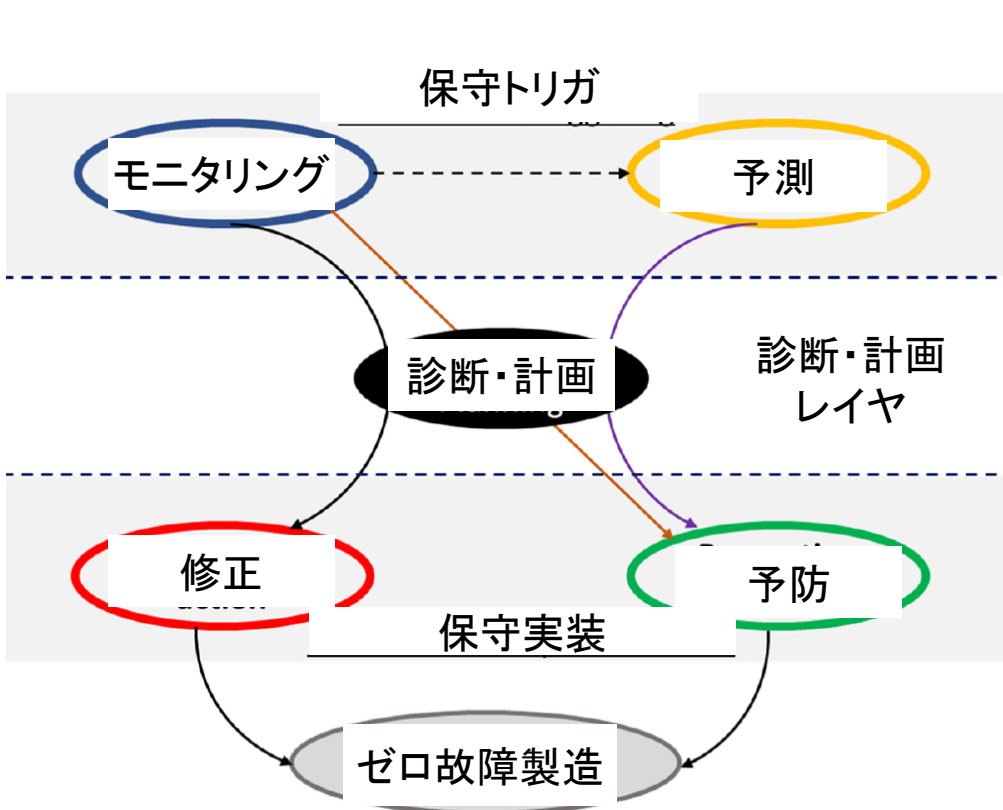 保守トリガ
モニタリング
予測
診断・計画
診断・計画
レイヤ
修正
予防
保守実装
ゼロ故障製造